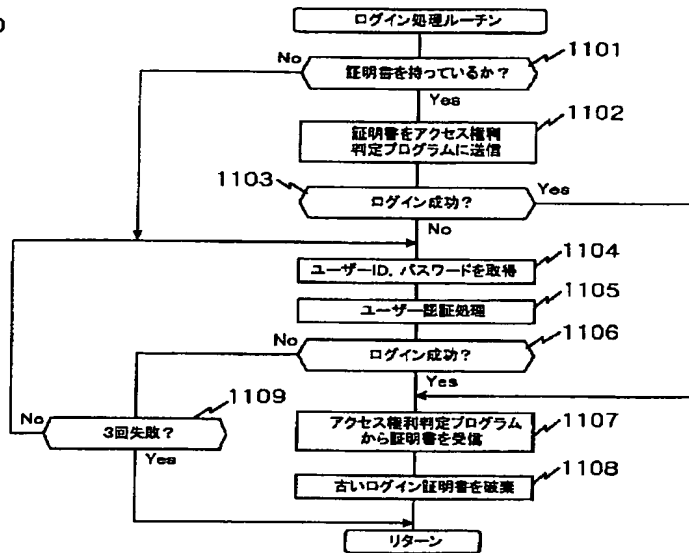 ログイン処理ルーチン
1101
No
証明書を持っているか?
Yes
1102
証明書をアクセス権利
判定プログラムに送信
1103
Yes
ログイン成功?
No
1104
ユーザーID,パスワードを取得
1105
ユーザー認証処理
1106
No
ログイン成功?
Yes
1109
No
3回失敗?
Yes
1107
アクセス権利判定プログラム
から証明書を受信
1108
古いログイン証明書を破棄
リターン